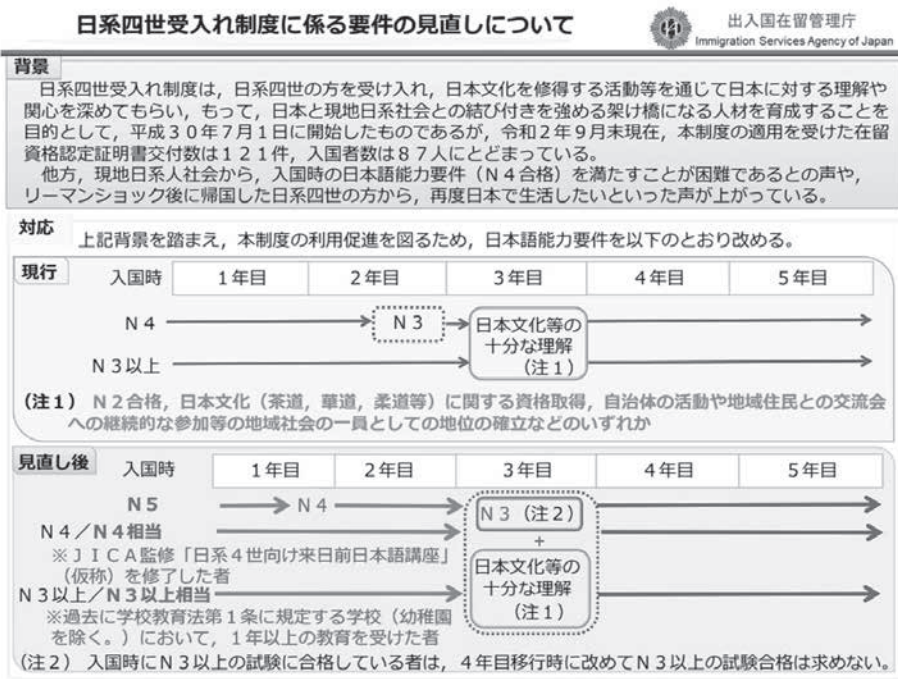 日系四世受入れ制度に係る要件の見直しについて
出入国在留管理庁
Immigration Services Agency of Japan
背景
日系四世受入れ制度は，日系四世の方を受け入れ，日本文化を修得する活動等を通じて日本に対する理解や
関心を深めてもらい，もって，日本と現地日系社会との結び付きを強める架け橋になる人材を育成することを
目的として，平成３０年７月１日に開始したものであるが，令和２年９月末現在，本制度の適用を受けた在留
資格認定証明書交付数は１２１件，入国者数は８７人にとどまっている。
他方，現地日系人社会から，入国時の日本語能力要件（Ｎ４合格）を満たすことが困難であるとの声や，
リーマンショック後に帰国した日系四世の方から，再度日本で生活したいといった声が上がっている。
対応
上記背景を踏まえ，本制度の利用促進を図るため，日本語能力要件を以下のとおり改める。
現行
入国時 １年目 ２年目 ３年目 ４年目 ５年目
Ｎ４ Ｎ３
Ｎ３以上
日本文化等の
十分な理解
（注１）
（注１） Ｎ２合格，日本文化（茶道，華道，柔道等）に関する資格取得，自治体の活動や地域住民との交流会
への継続的な参加等の地域社会の一員としての地位の確立などのいずれか
見直し後
入国時 １年目 ２年目 ３年目 ４年目 ５年目
Ｎ５ Ｎ４
Ｎ４／Ｎ４相当
※ＪＩＣＡ監修「日系４世向け来日前日本語講座」
（仮称）を修了した者
Ｎ３以上／Ｎ３以上相当
※過去に学校教育法第１条に規定する学校（幼稚園
を除く。）において，１年以上の教育を受けた者
Ｎ３（注２）
＋
日本文化等の
十分な理解
（注１）
（注２） 入国時にＮ３以上の試験に合格している者は，４年目移行時に改めてＮ３以上の試験合格は求めない。